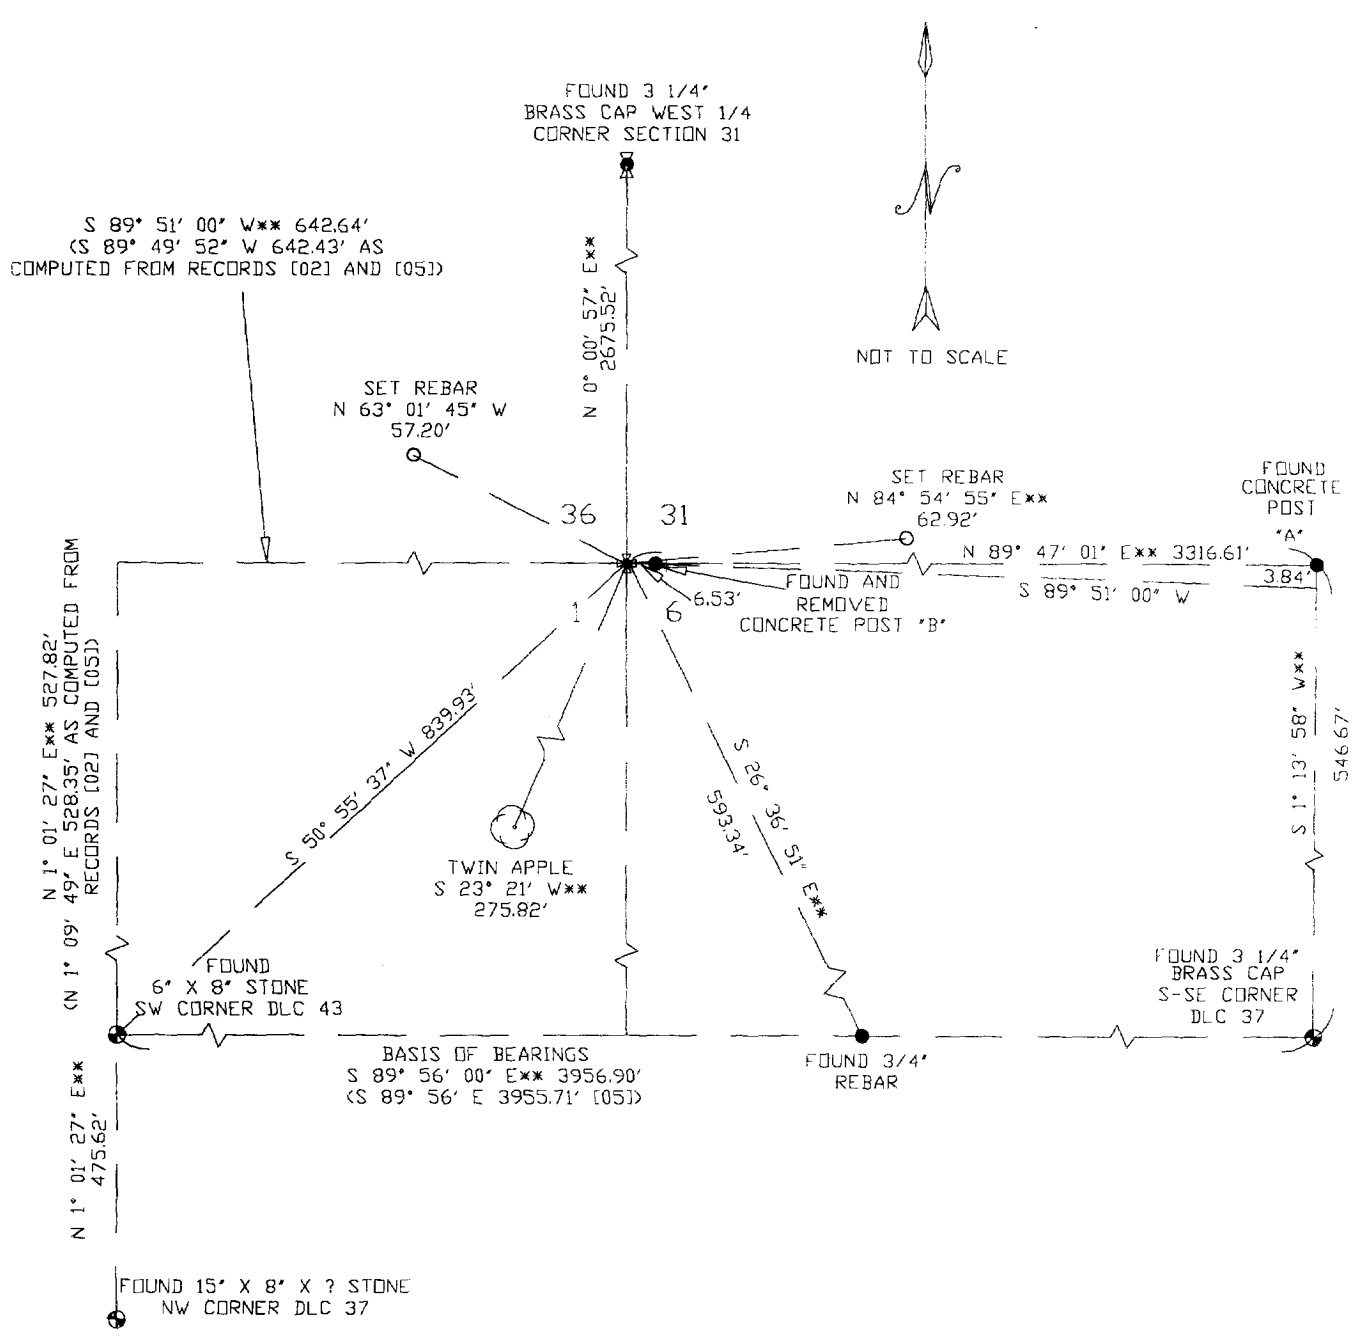 FOUND 3 1/4"
BRASS CAP WEST 1/4
CORNER SECTION 31
S 89° 51' 00" W** 642.64'
(S 89° 49' 52" W 642.43' AS
COMPUTED FROM RECORDS [02] AND [05])
N 0° 00' 57" E**
2675.52'
N
NOT TO SCALE
SET REBAR
N 63° 01' 45" W
57.20'
SET REBAR
N 84° 54' 55" E**
62.92'
FOUND
CONCRETE
POST
"A"
36
31
N 89° 47' 01" E** 3316.61'
3.84'
S 89° 51' 00" W
FOUND AND
REMOVED
CONCRETE POST "B"
6.53'
1
6
N 1° 01' 27" E** 527.82'
(N 1° 09' 49" E 528.35' AS COMPUTED FROM
RECORDS [02] AND [05])
S 50° 55' 37" W 839.93'
S 26° 36' 51" E**
593.34'
S 1° 13' 58" W**
546.67'
TWIN APPLE
S 23° 21' W**
275.82'
FOUND
6" X 8" STONE
SW CORNER DLC 43
FOUND 3 1/4"
BRASS CAP
S-SE CORNER
DLC 37
BASIS OF BEARINGS
S 89° 56' 00" E** 3956.90'
(S 89° 56' E 3955.71' [05])
FOUND 3/4"
REBAR
N 1° 01' 27" E**
475.62'
FOUND 15" X 8" X ? STONE
NW CORNER DLC 37